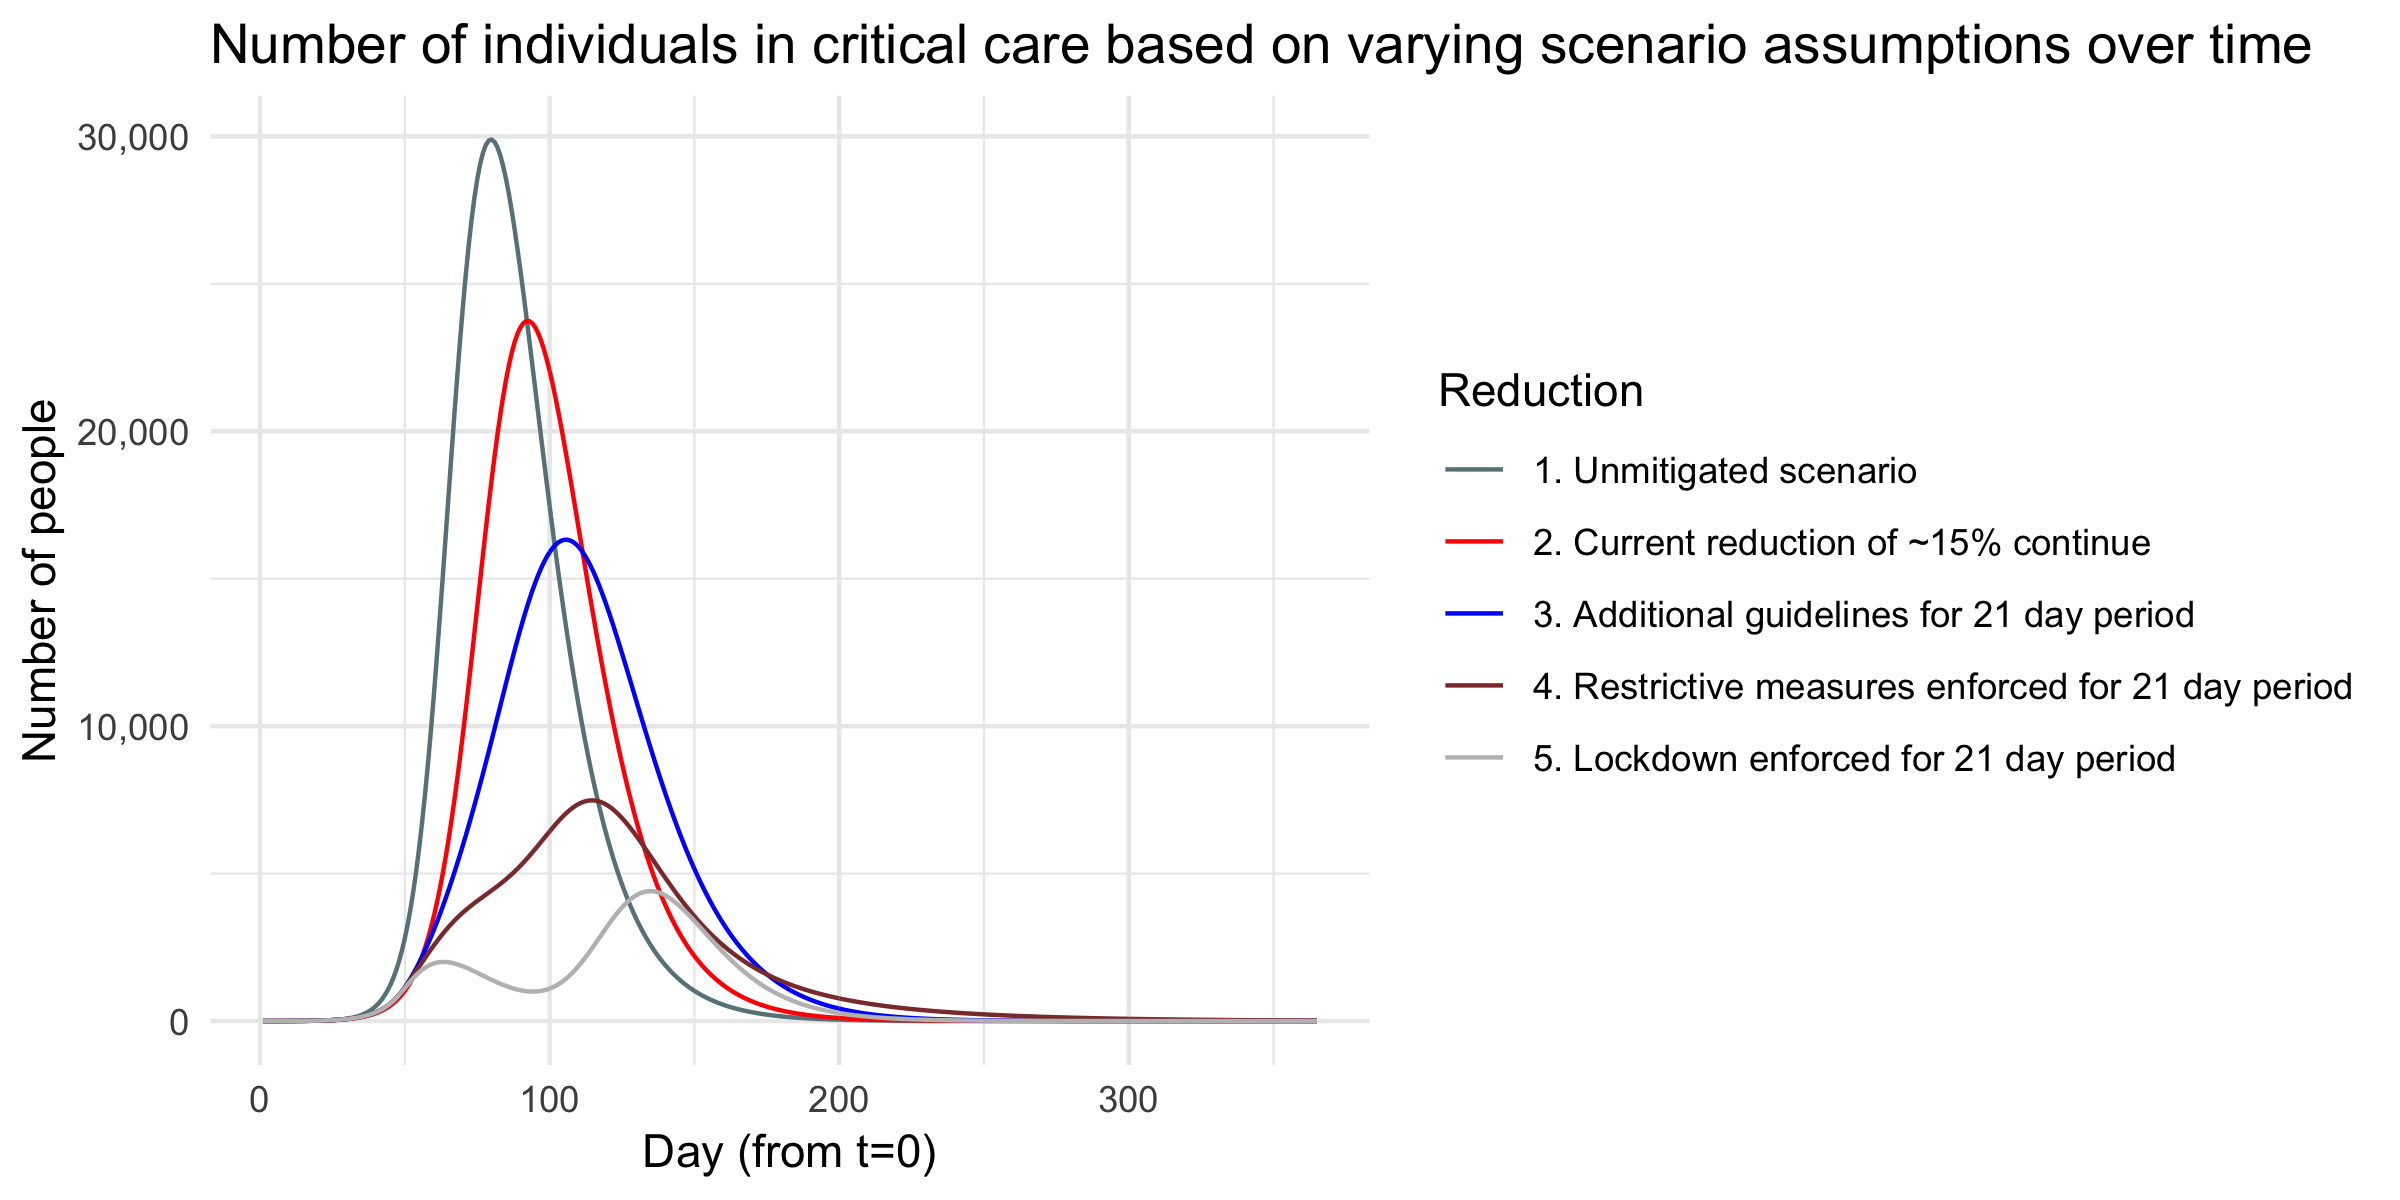 Number of individuals in critical care based on varying scenario assumptions over time
30,000
20,000
10,000
0
Number of people
0 100 200 300
Day (from t=0)
Reduction
1. Unmitigated scenario
2. Current reduction of ~15% continue
3. Additional guidelines for 21 day period
4. Restrictive measures enforced for 21 day period
5. Lockdown enforced for 21 day period